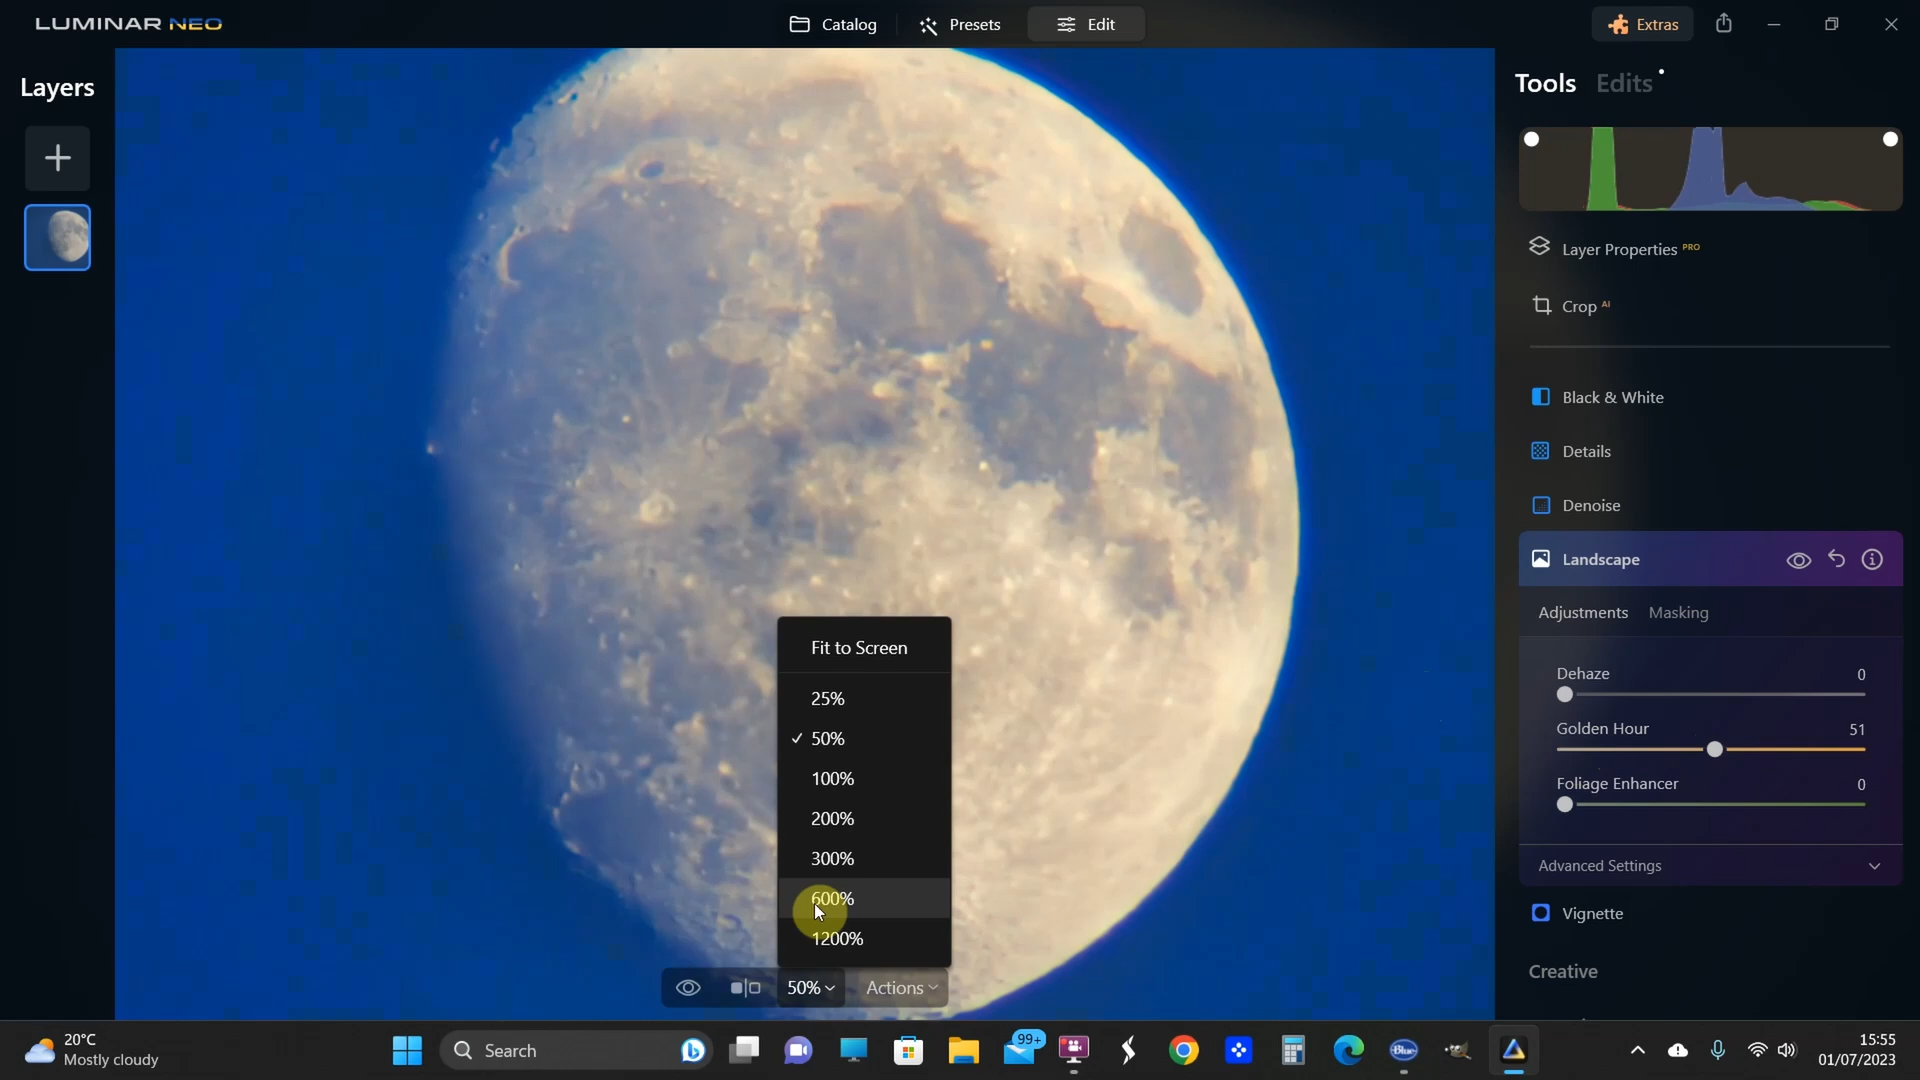 LUMINAR NEO
Catalog
Presets
Edit
Extras
Layers
Tools
Edits
Layer Properties PRO
Crop AI
Black & White
Details
Denoise
Landscape
Adjustments
Masking
Dehaze
0
Golden Hour
51
Foliage Enhancer
0
Advanced Settings
Vignette
Creative
Fit to Screen
25%
50%
100%
200%
300%
600%
1200%
50%
Actions
20°C
Mostly cloudy
Search
99+
Blue
15:55
01/07/2023